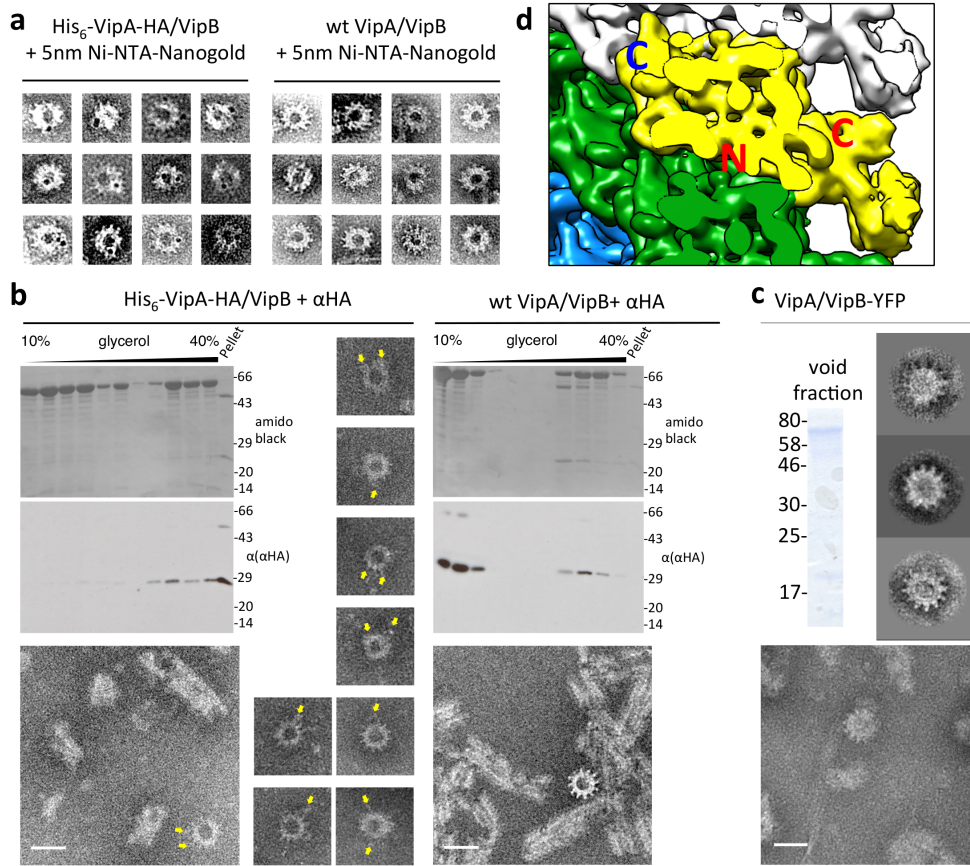 a
His6-VipA-HA/VipB
+ 5nm Ni-NTA-Nanogold
wt VipA/VipB
+ 5nm Ni-NTA-Nanogold
d
C
C
N
b
His6-VipA-HA/VipB + αHA
10%
glycerol
40%
Pellet
-66
-43
amido
black
-29
-20
-14
-66
-43
α(αHA)
-29
-20
-14
wt VipA/VipB+ αHA
10%
glycerol
40%
Pellet
-66
-43
amido
black
-29
-20
-14
-66
-43
α(αHA)
-29
-20
-14
c
VipA/VipB-YFP
void
fraction
80-
58-
46-
30-
25-
17-